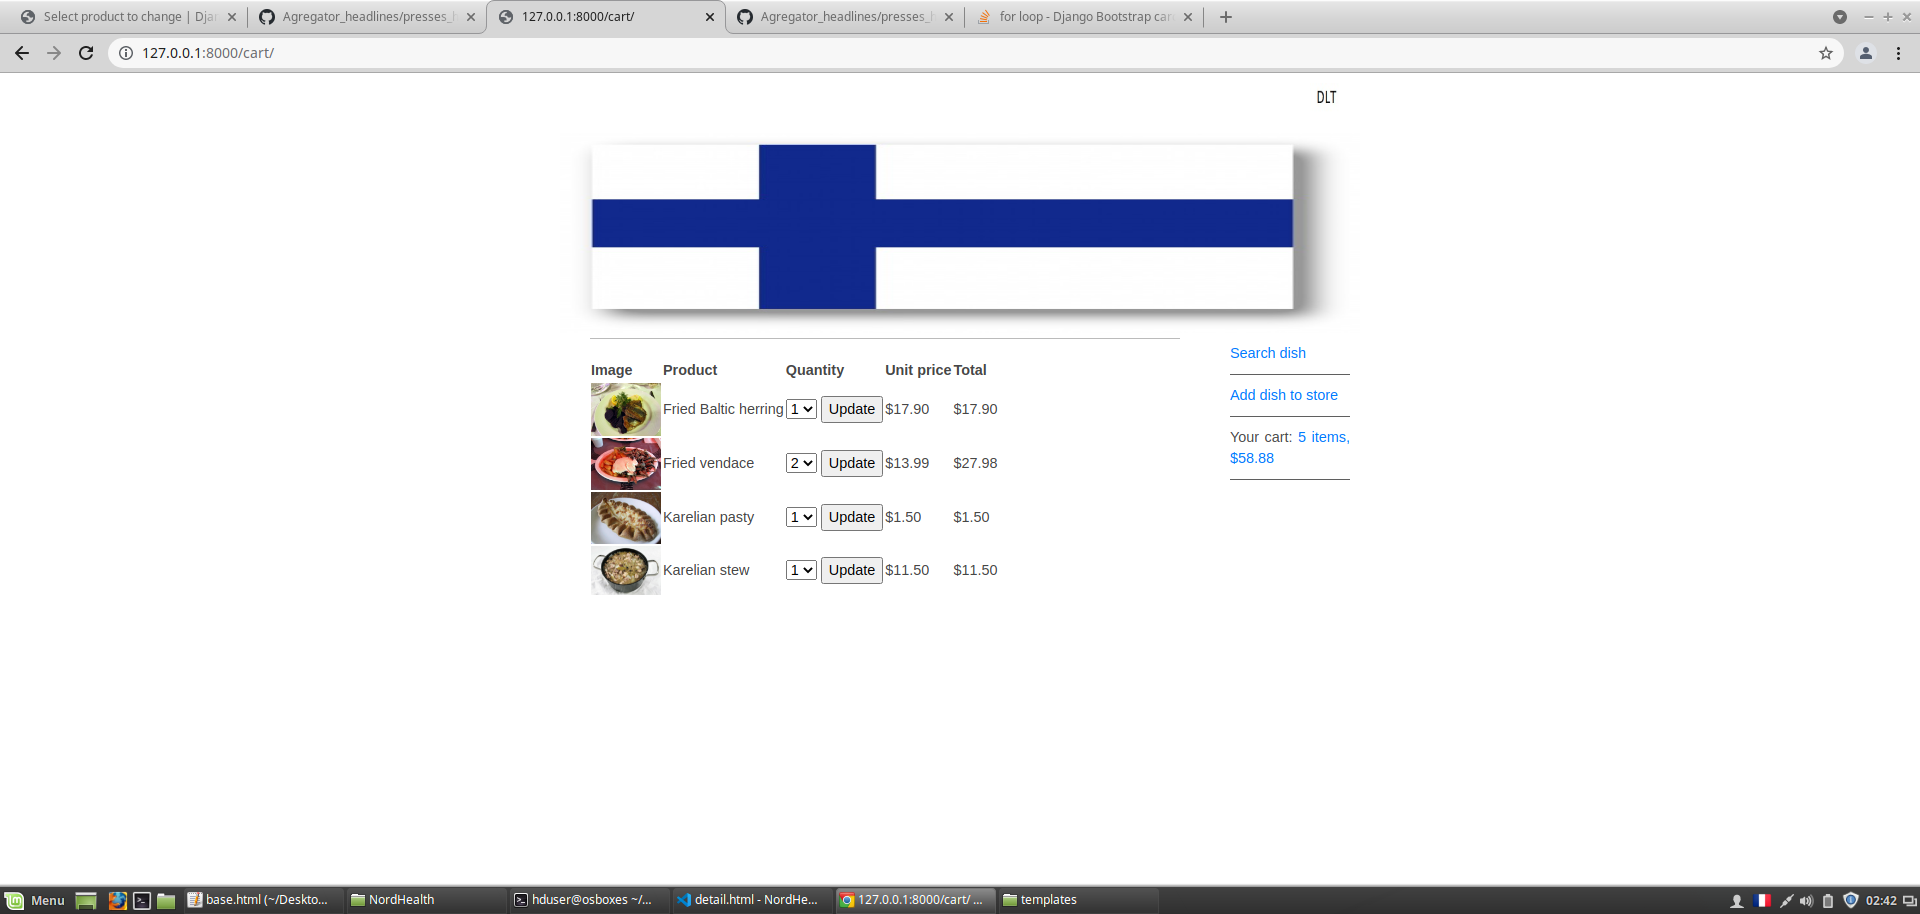 Select product to change | Djan
Agregator_headlines/presses_h
127.0.0.1:8000/cart/
Agregator_headlines/presses_h
for loop - Django Bootstrap car
127.0.0.1:8000/cart/
DLT
Image Product Quantity Unit price Total
Fried Baltic herring 1 Update $17.90 $17.90
Fried vendace 2 Update $13.99 $27.98
Karelian pasty 1 Update $1.50 $1.50
Karelian stew 1 Update $11.50 $11.50
Search dish
Add dish to store
Your cart: 5 items,
$58.88
Menu
base.html (~/Deskto...
NordHealth
hduser@osboxes ~/...
detail.html - NordHe...
127.0.0.1:8000/cart/ ...
templates
02:42